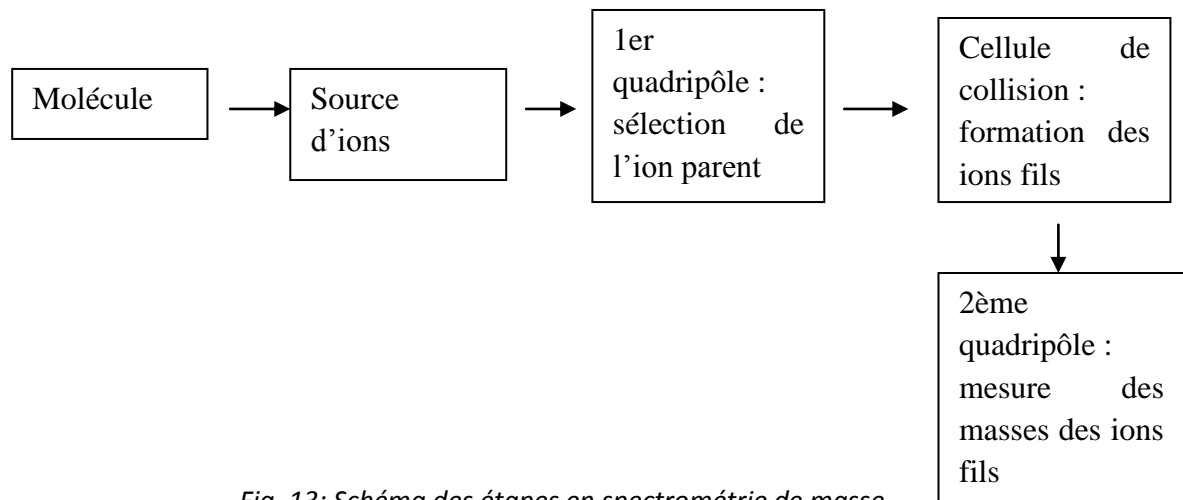 Molécule
Source
d’ions
1er
quadripôle :
sélection de
l’ion parent
Cellule de
collision :
formation des
ions fils
2ème
quadripôle :
mesure des
masses des ions
fils
Fig. 13: Schéma des étapes en spectrométrie de masse